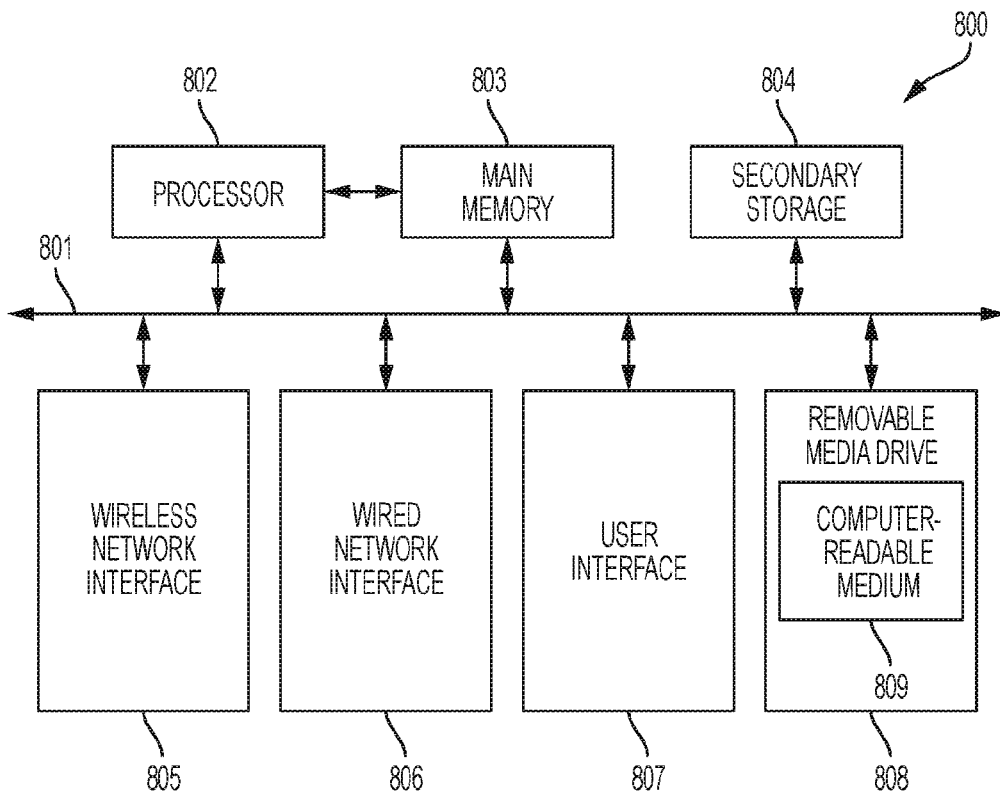 800
802
803
804
PROCESSOR
MAIN
MEMORY
SECONDARY
STORAGE
801
WIRELESS
NETWORK
INTERFACE
WIRED
NETWORK
INTERFACE
USER
INTERFACE
REMOVABLE
MEDIA DRIVE
COMPUTER-
READABLE
MEDIUM
809
805
806
807
808